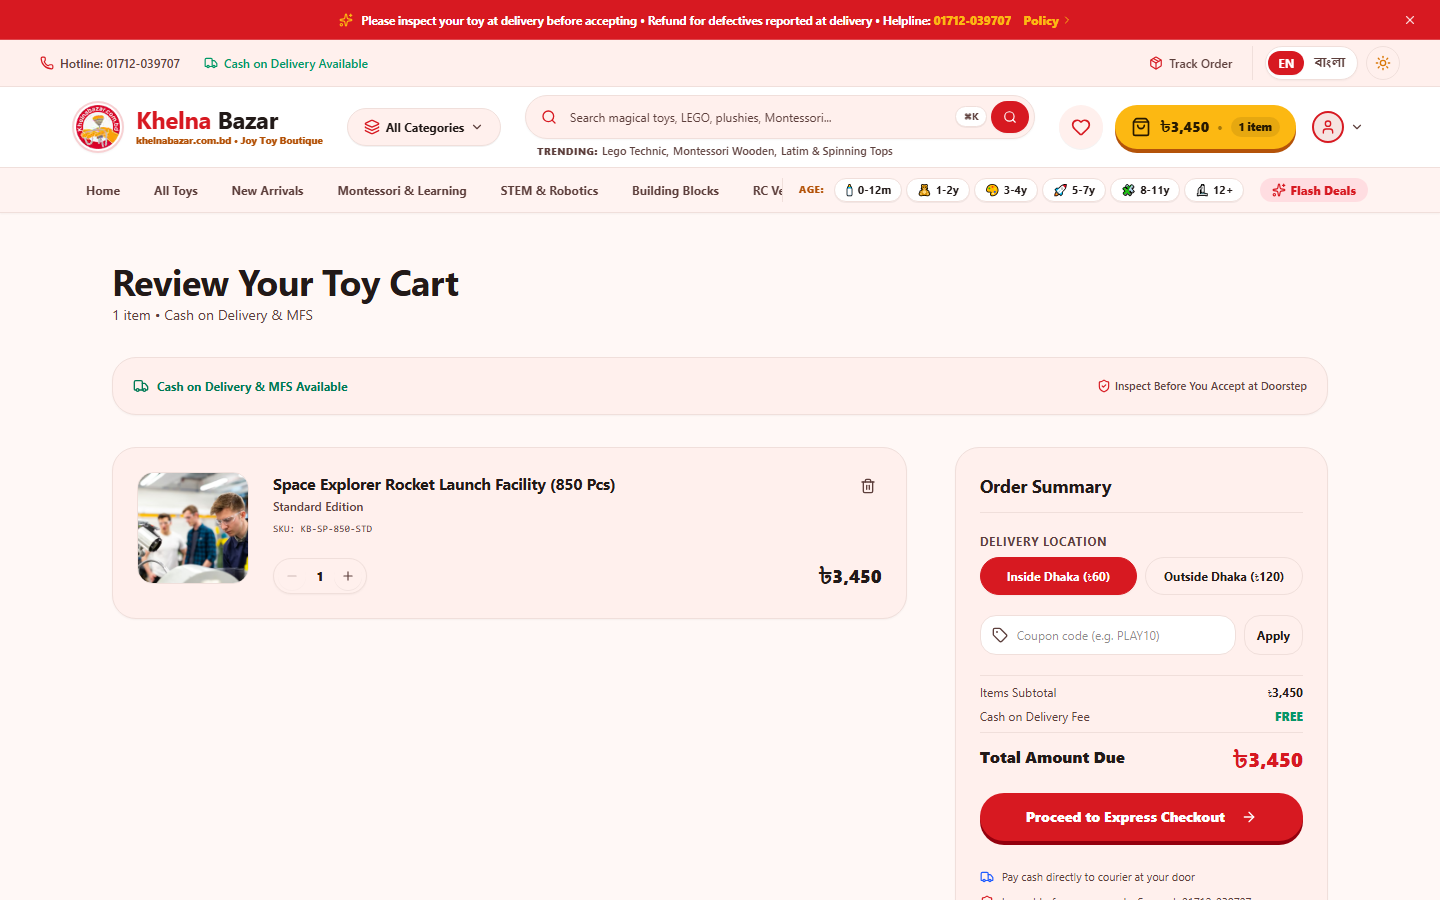 Please inspect your toy at delivery before accepting • Refund for defectives reported at delivery • Helpline: 01712-039707 Policy
Hotline: 01712-039707
Cash on Delivery Available
Track Order
EN
বাংলা
Khelna Bazar
khelnabazar.com.bd • Joy Toy Boutique
All Categories
Search magical toys, LEGO, plushies, Montessori...
⌘K
TRENDING: Lego Technic, Montessori Wooden, Latim & Spinning Tops
৳3,450 • 1 item
Home
All Toys
New Arrivals
Montessori & Learning
STEM & Robotics
Building Blocks
RC Ve
AGE:
0-12m
1-2y
3-4y
5-7y
8-11y
12+
Flash Deals
Review Your Toy Cart
1 item • Cash on Delivery & MFS
Cash on Delivery & MFS Available
Inspect Before You Accept at Doorstep
Space Explorer Rocket Launch Facility (850 Pcs)
Standard Edition
SKU: KB-SP-850-STD
1
৳3,450
Order Summary
DELIVERY LOCATION
Inside Dhaka (৳60)
Outside Dhaka (৳120)
Coupon code (e.g. PLAY10)
Apply
Items Subtotal
৳3,450
Cash on Delivery Fee
FREE
Total Amount Due
৳3,450
Proceed to Express Checkout
Pay cash directly to courier at your door